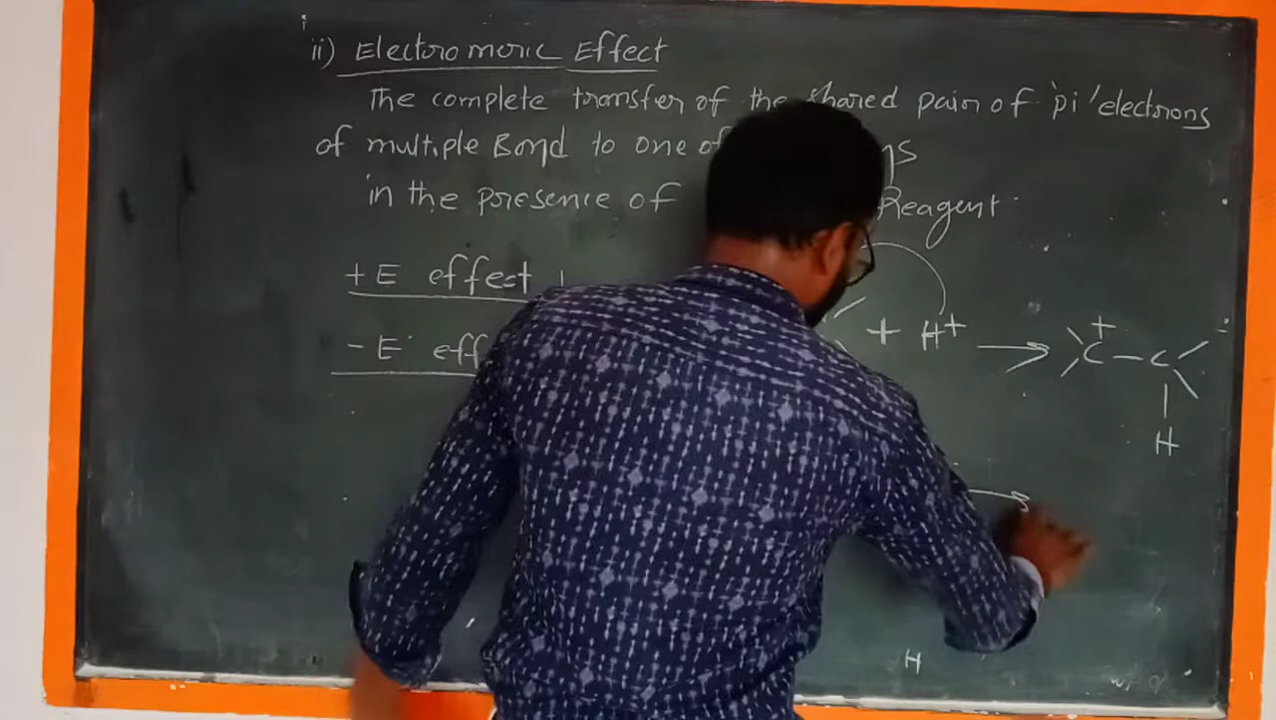 ii) Electromeric Effect
The complete transfer of the shared pair of 'pi' electrons
of multiple Bond to one of
in the presence of Reagent
+E effect
-E eff
+ H+ → C+ - C
H
H